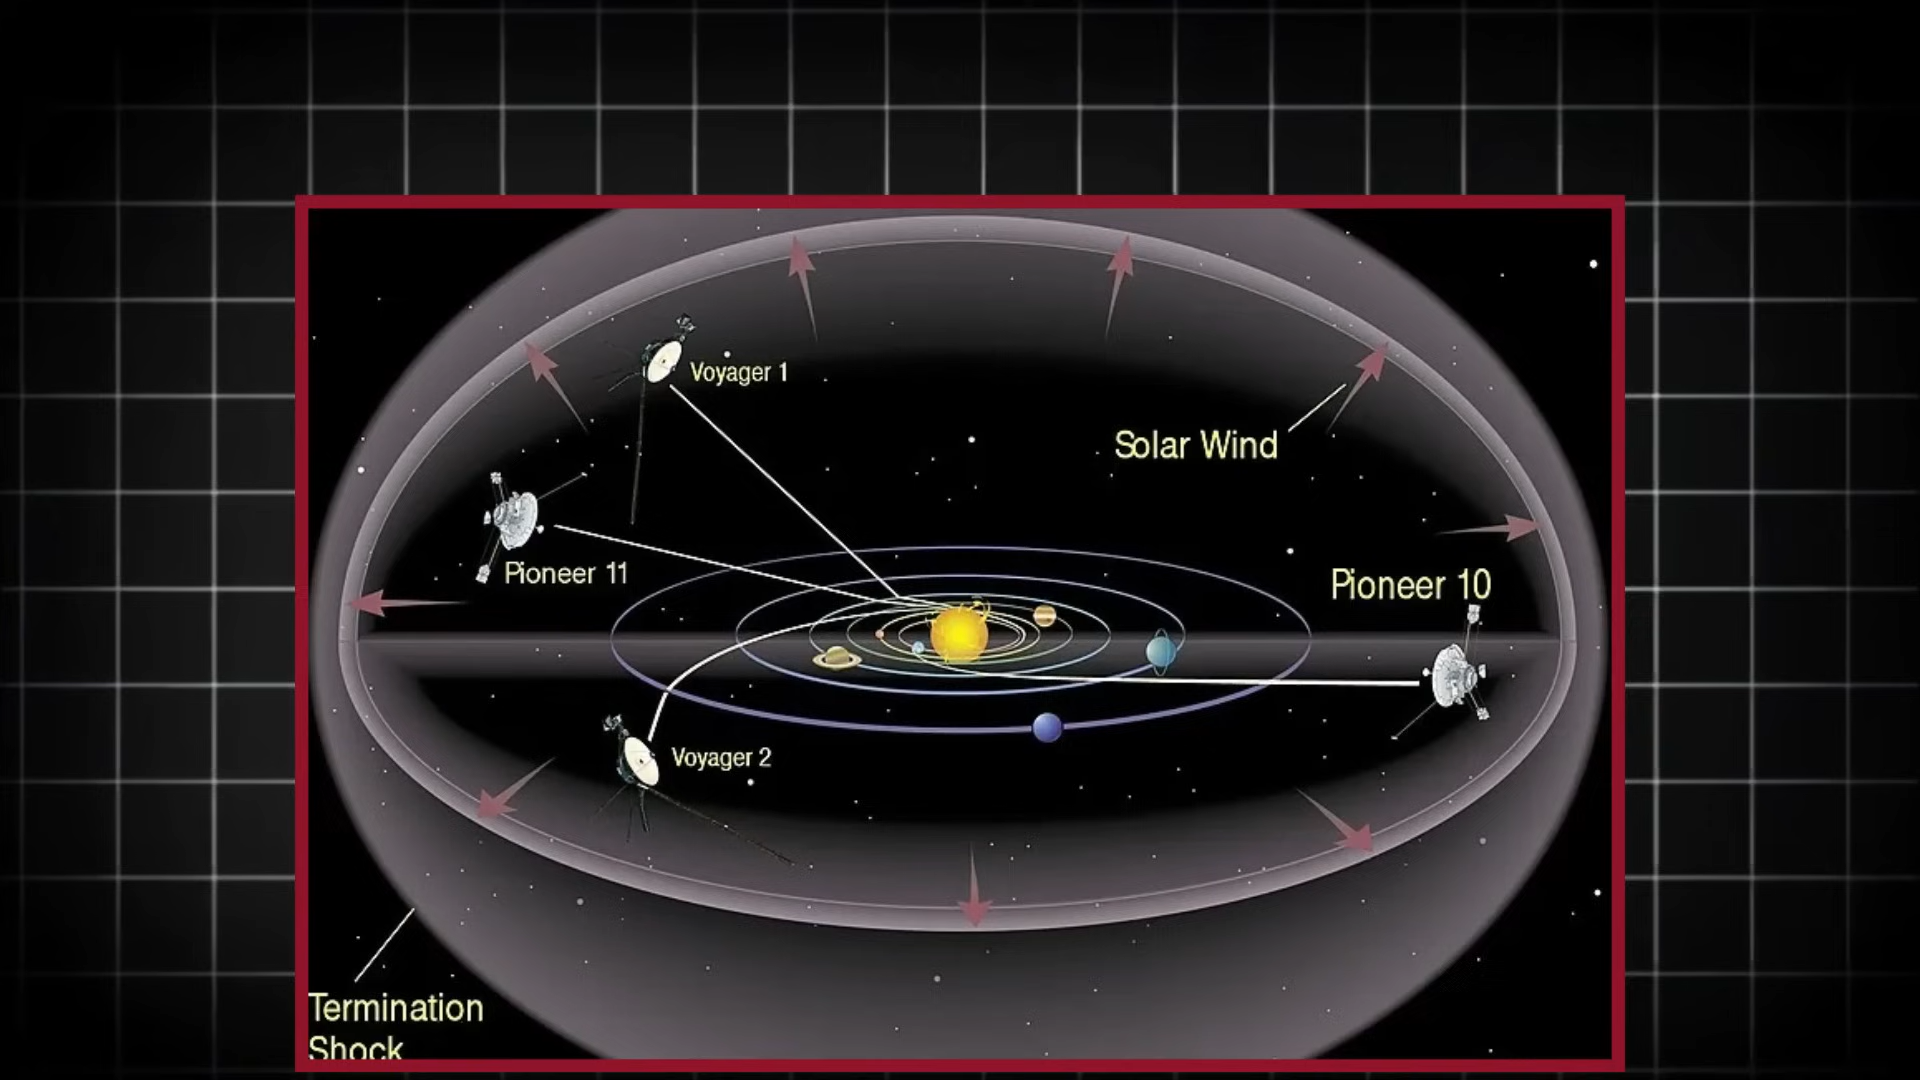 Voyager 1
Solar Wind
Pioneer 11
Pioneer 10
Voyager 2
Termination
Shock